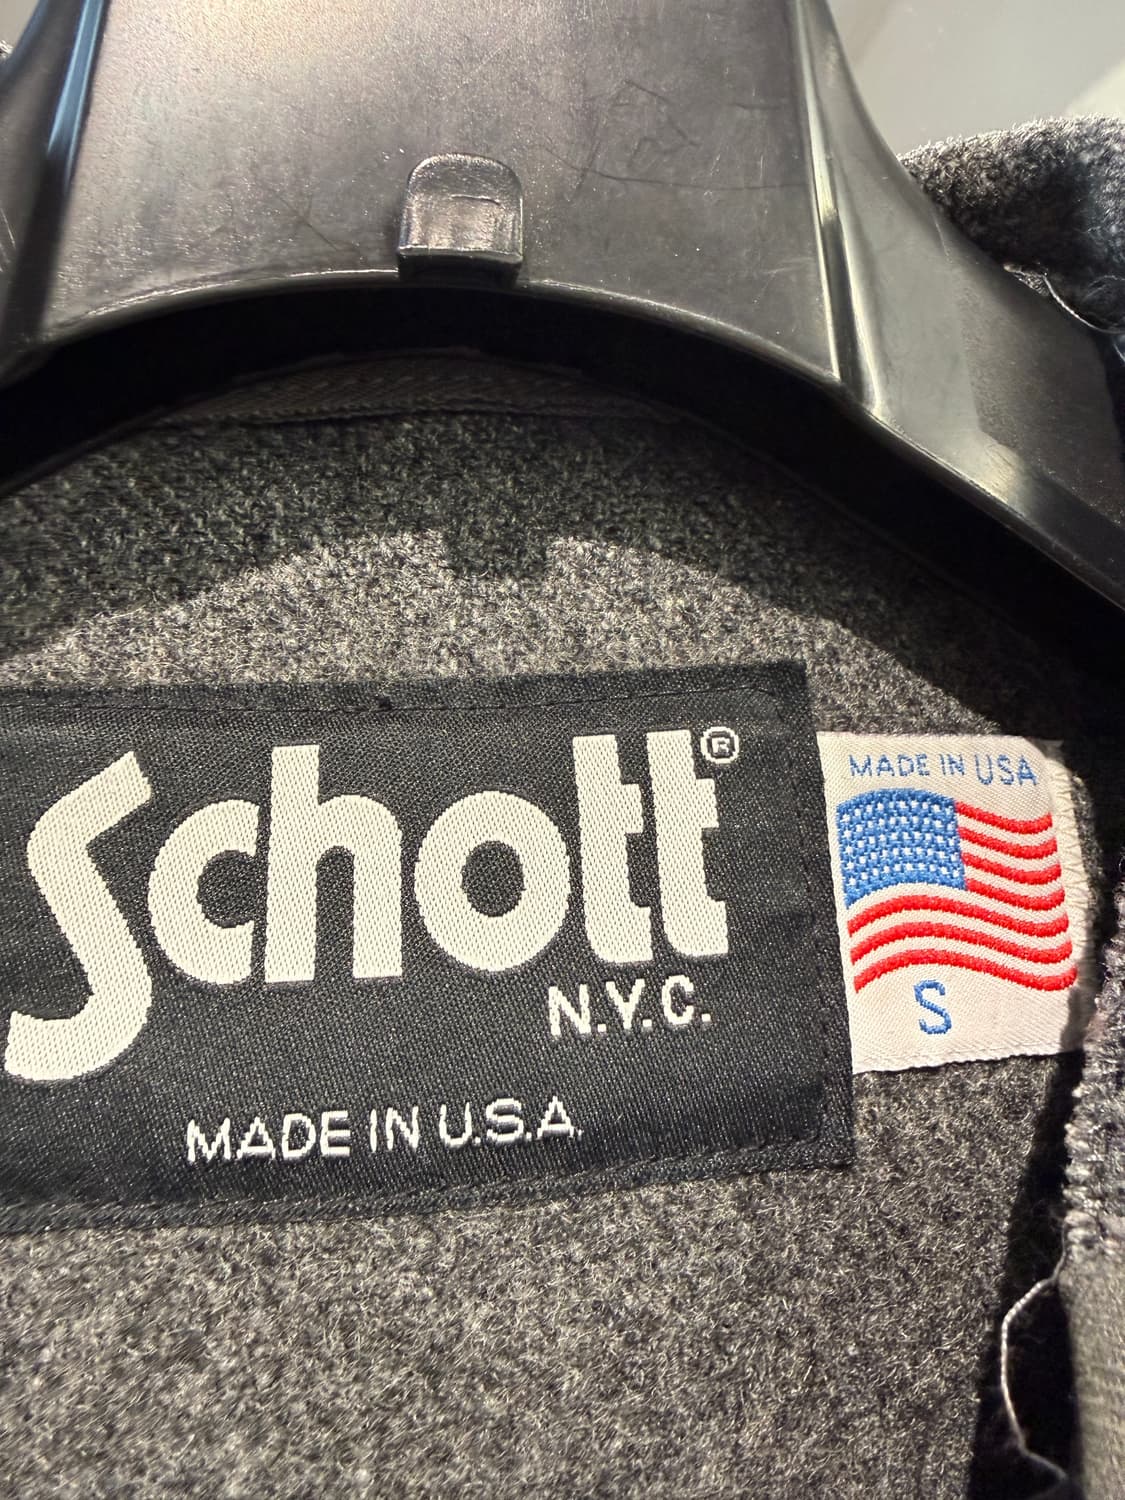 Schott®
N.Y.C.
MADE IN U.S.A.
MADE IN USA
S